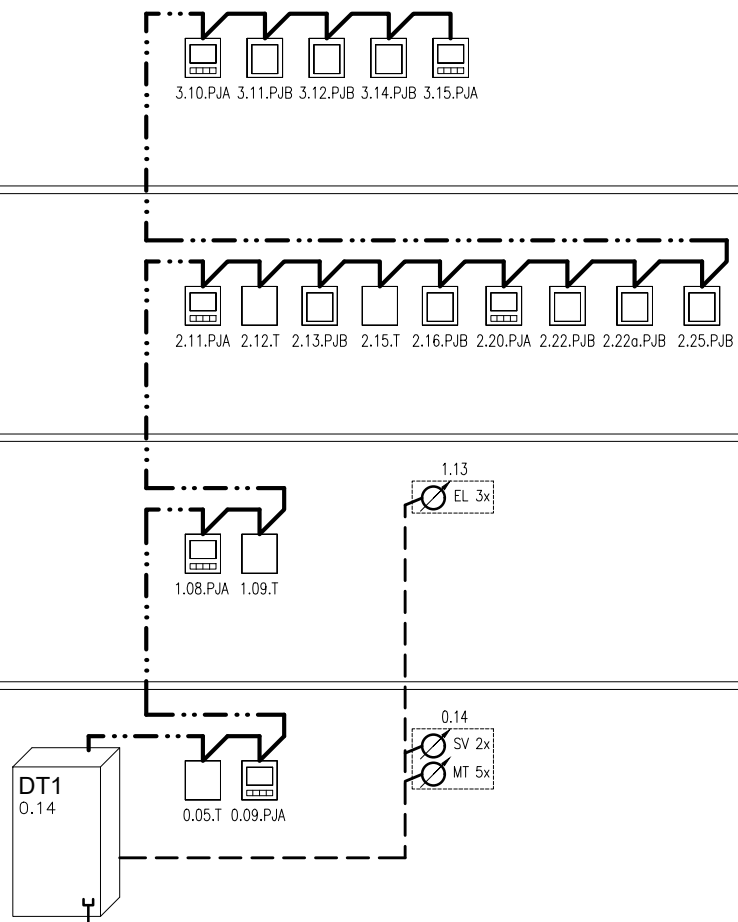 3.10.PJA 3.11.PJB 3.12.PJB 3.14.PJB 3.15.PJA
2.11.PJA 2.12.T 2.13.PJB 2.15.T 2.16.PJB 2.20.PJA 2.22.PJB 2.22a.PJB 2.25.PJB
1.13
EL 3x
1.08.PJA 1.09.T
0.14
SV 2x
MT 5x
DT1
0.14
0.05.T 0.09.PJA